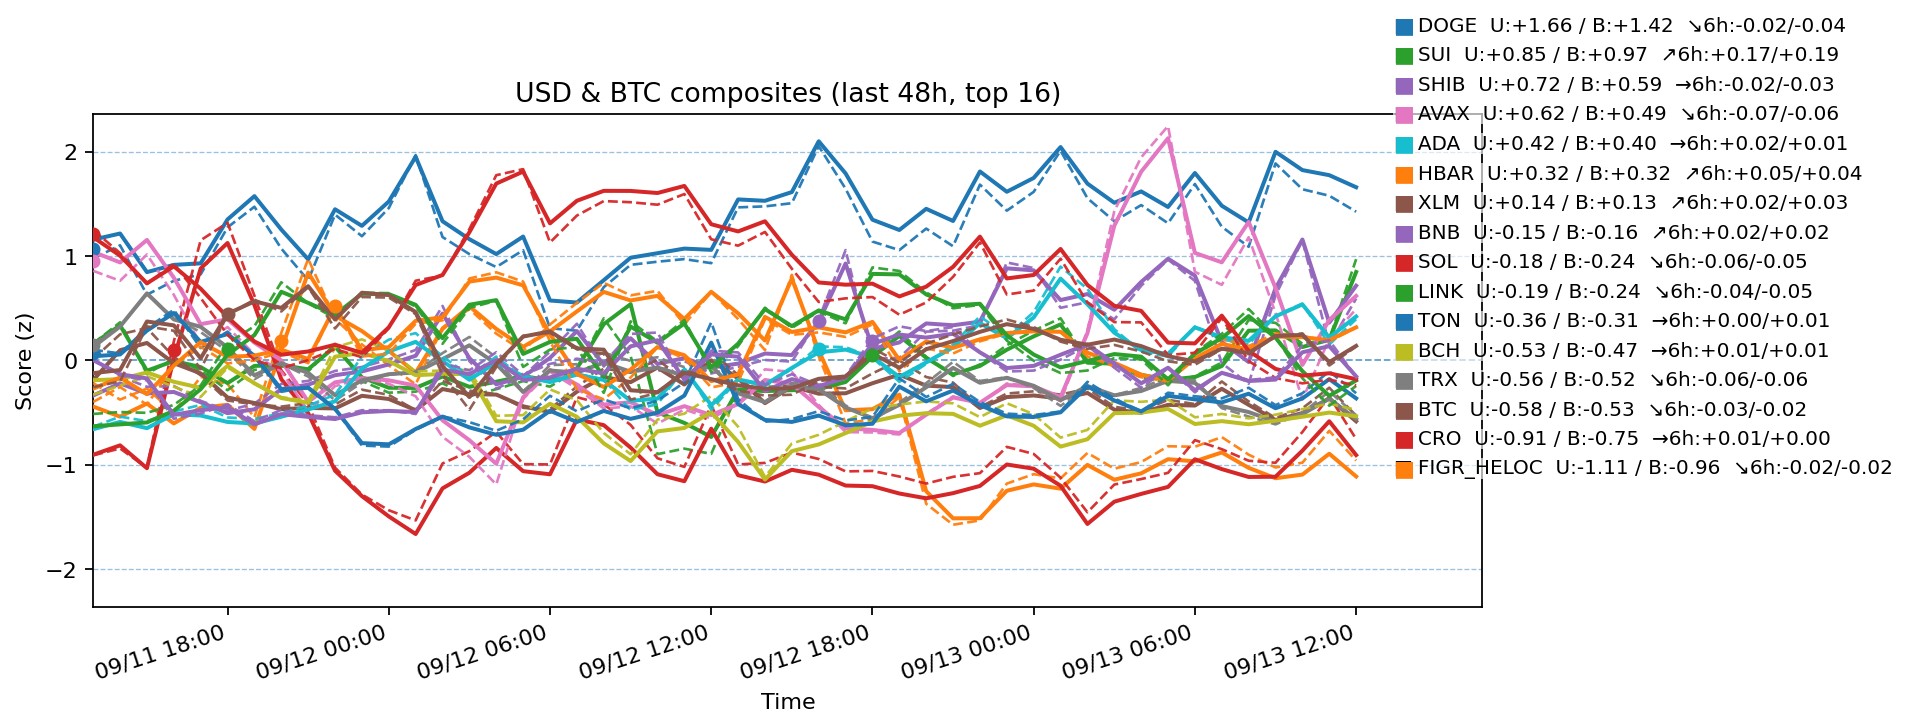 DOGE U:+1.66 / B:+1.42 ↘6h:-0.02/-0.04
SUI U:+0.85 / B:+0.97 ↗6h:+0.17/+0.19
SHIB U:+0.72 / B:+0.59 →6h:-0.02/-0.03
AVAX U:+0.62 / B:+0.49 ↘6h:-0.07/-0.06
ADA U:+0.42 / B:+0.40 →6h:+0.02/+0.01
HBAR U:+0.32 / B:+0.32 ↗6h:+0.05/+0.04
XLM U:+0.14 / B:+0.13 ↗6h:+0.02/+0.03
BNB U:-0.15 / B:-0.16 ↗6h:+0.02/+0.02
SOL U:-0.18 / B:-0.24 ↘6h:-0.06/-0.05
LINK U:-0.19 / B:-0.24 ↘6h:-0.04/-0.05
TON U:-0.36 / B:-0.31 →6h:+0.00/+0.01
BCH U:-0.53 / B:-0.47 →6h:+0.01/+0.01
TRX U:-0.56 / B:-0.52 ↘6h:-0.06/-0.06
BTC U:-0.58 / B:-0.53 ↘6h:-0.03/-0.02
CRO U:-0.91 / B:-0.75 →6h:+0.01/+0.00
FIGR_HELOC U:-1.11 / B:-0.96 ↘6h:-0.02/-0.02
USD & BTC composites (last 48h, top 16)
Score (z)
2
1
0
−1
−2
09/11 18:00
09/12 00:00
09/12 06:00
09/12 12:00
09/12 18:00
09/13 00:00
09/13 06:00
09/13 12:00
Time